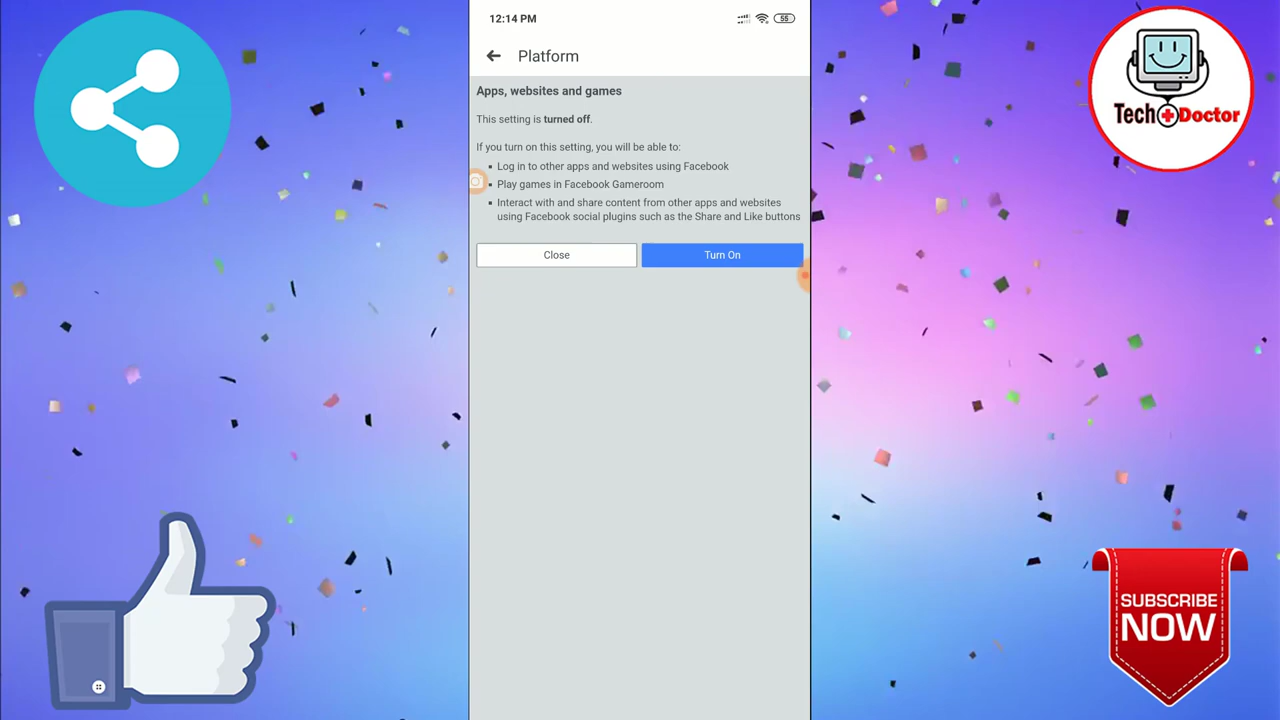 12:14 PM
55
Platform
Apps, websites and games
This setting is turned off.
If you turn on this setting, you will be able to:
▪ Log in to other apps and websites using Facebook
▪ Play games in Facebook Gameroom
▪ Interact with and share content from other apps and websites
using Facebook social plugins such as the Share and Like buttons
Close
Turn On
Tech Doctor
SUBSCRIBE
NOW